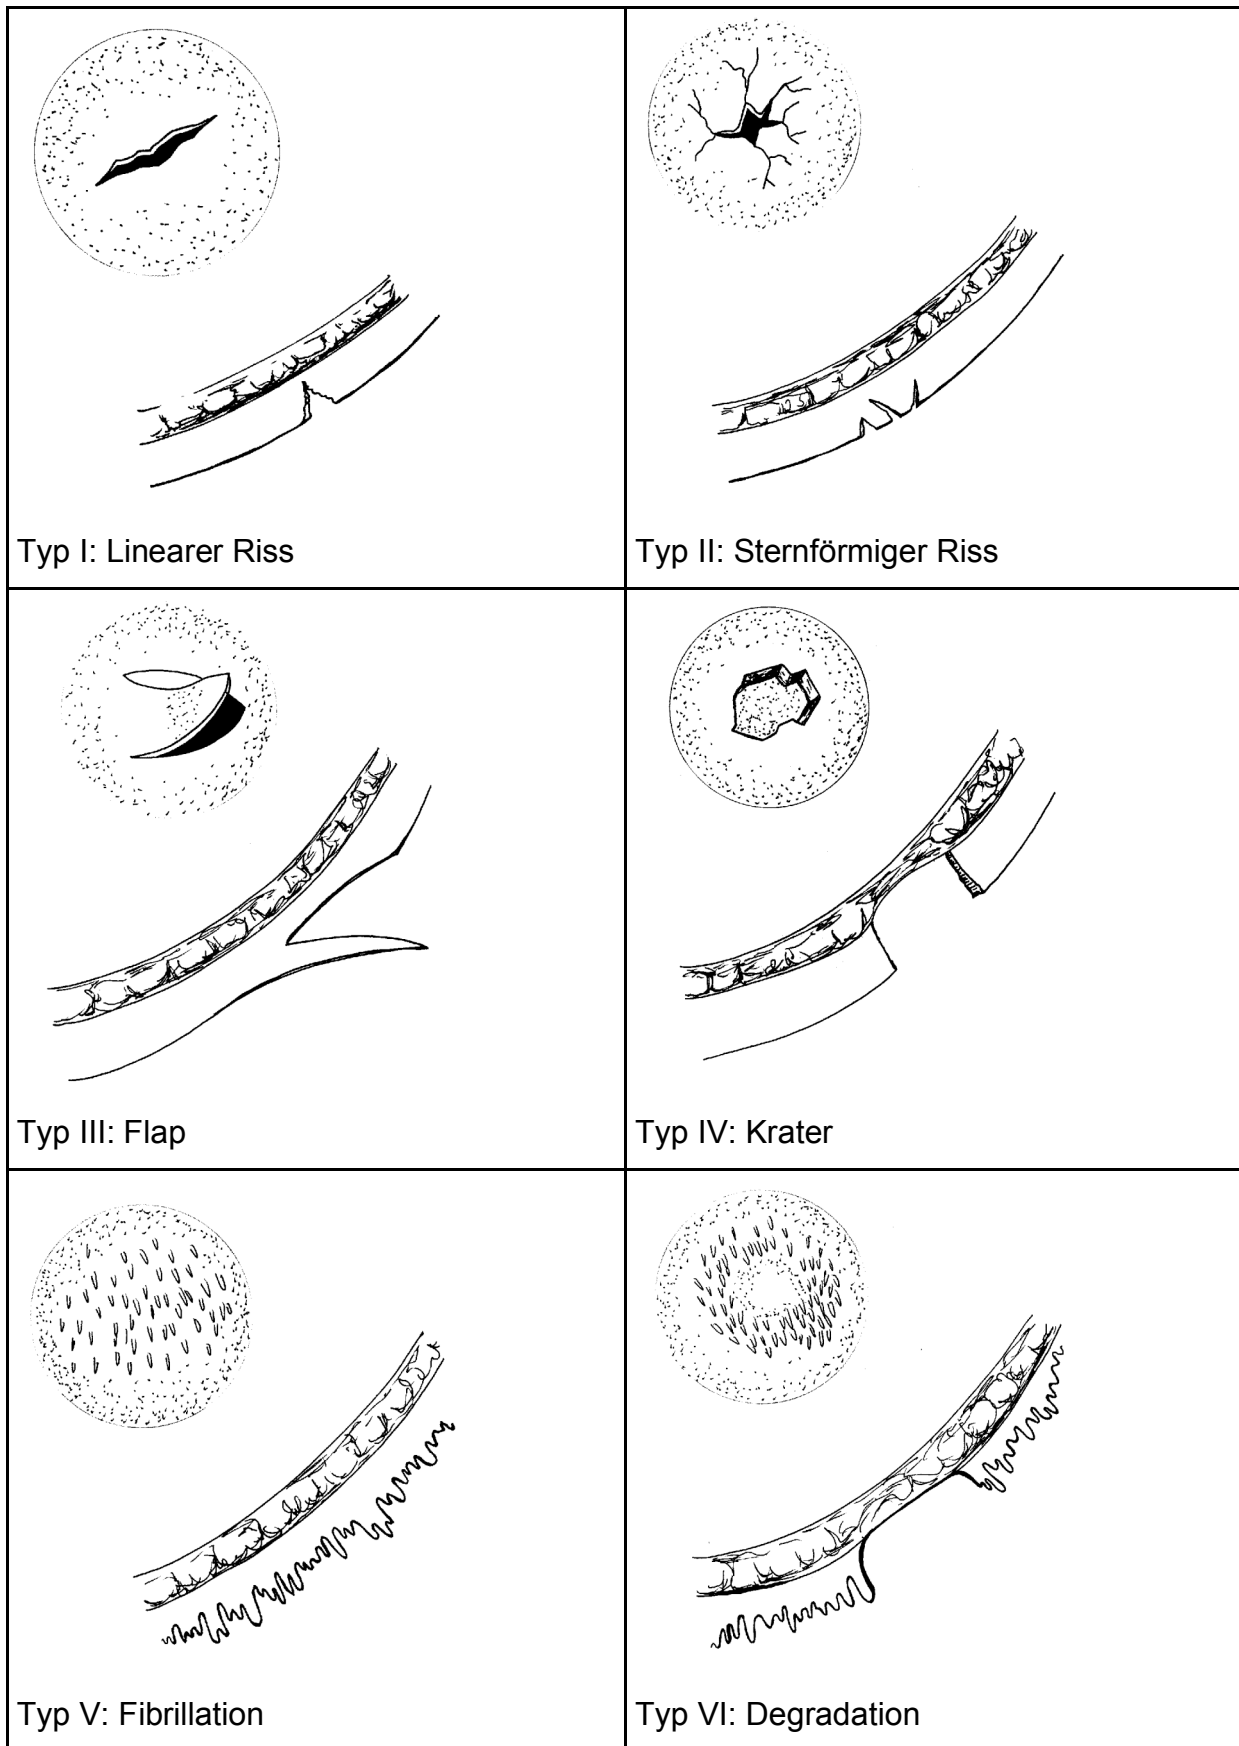 Typ I: Linearer Riss
Typ II: Sternförmiger Riss
Typ III: Flap
Typ IV: Krater
Typ V: Fibrillation
Typ VI: Degradation